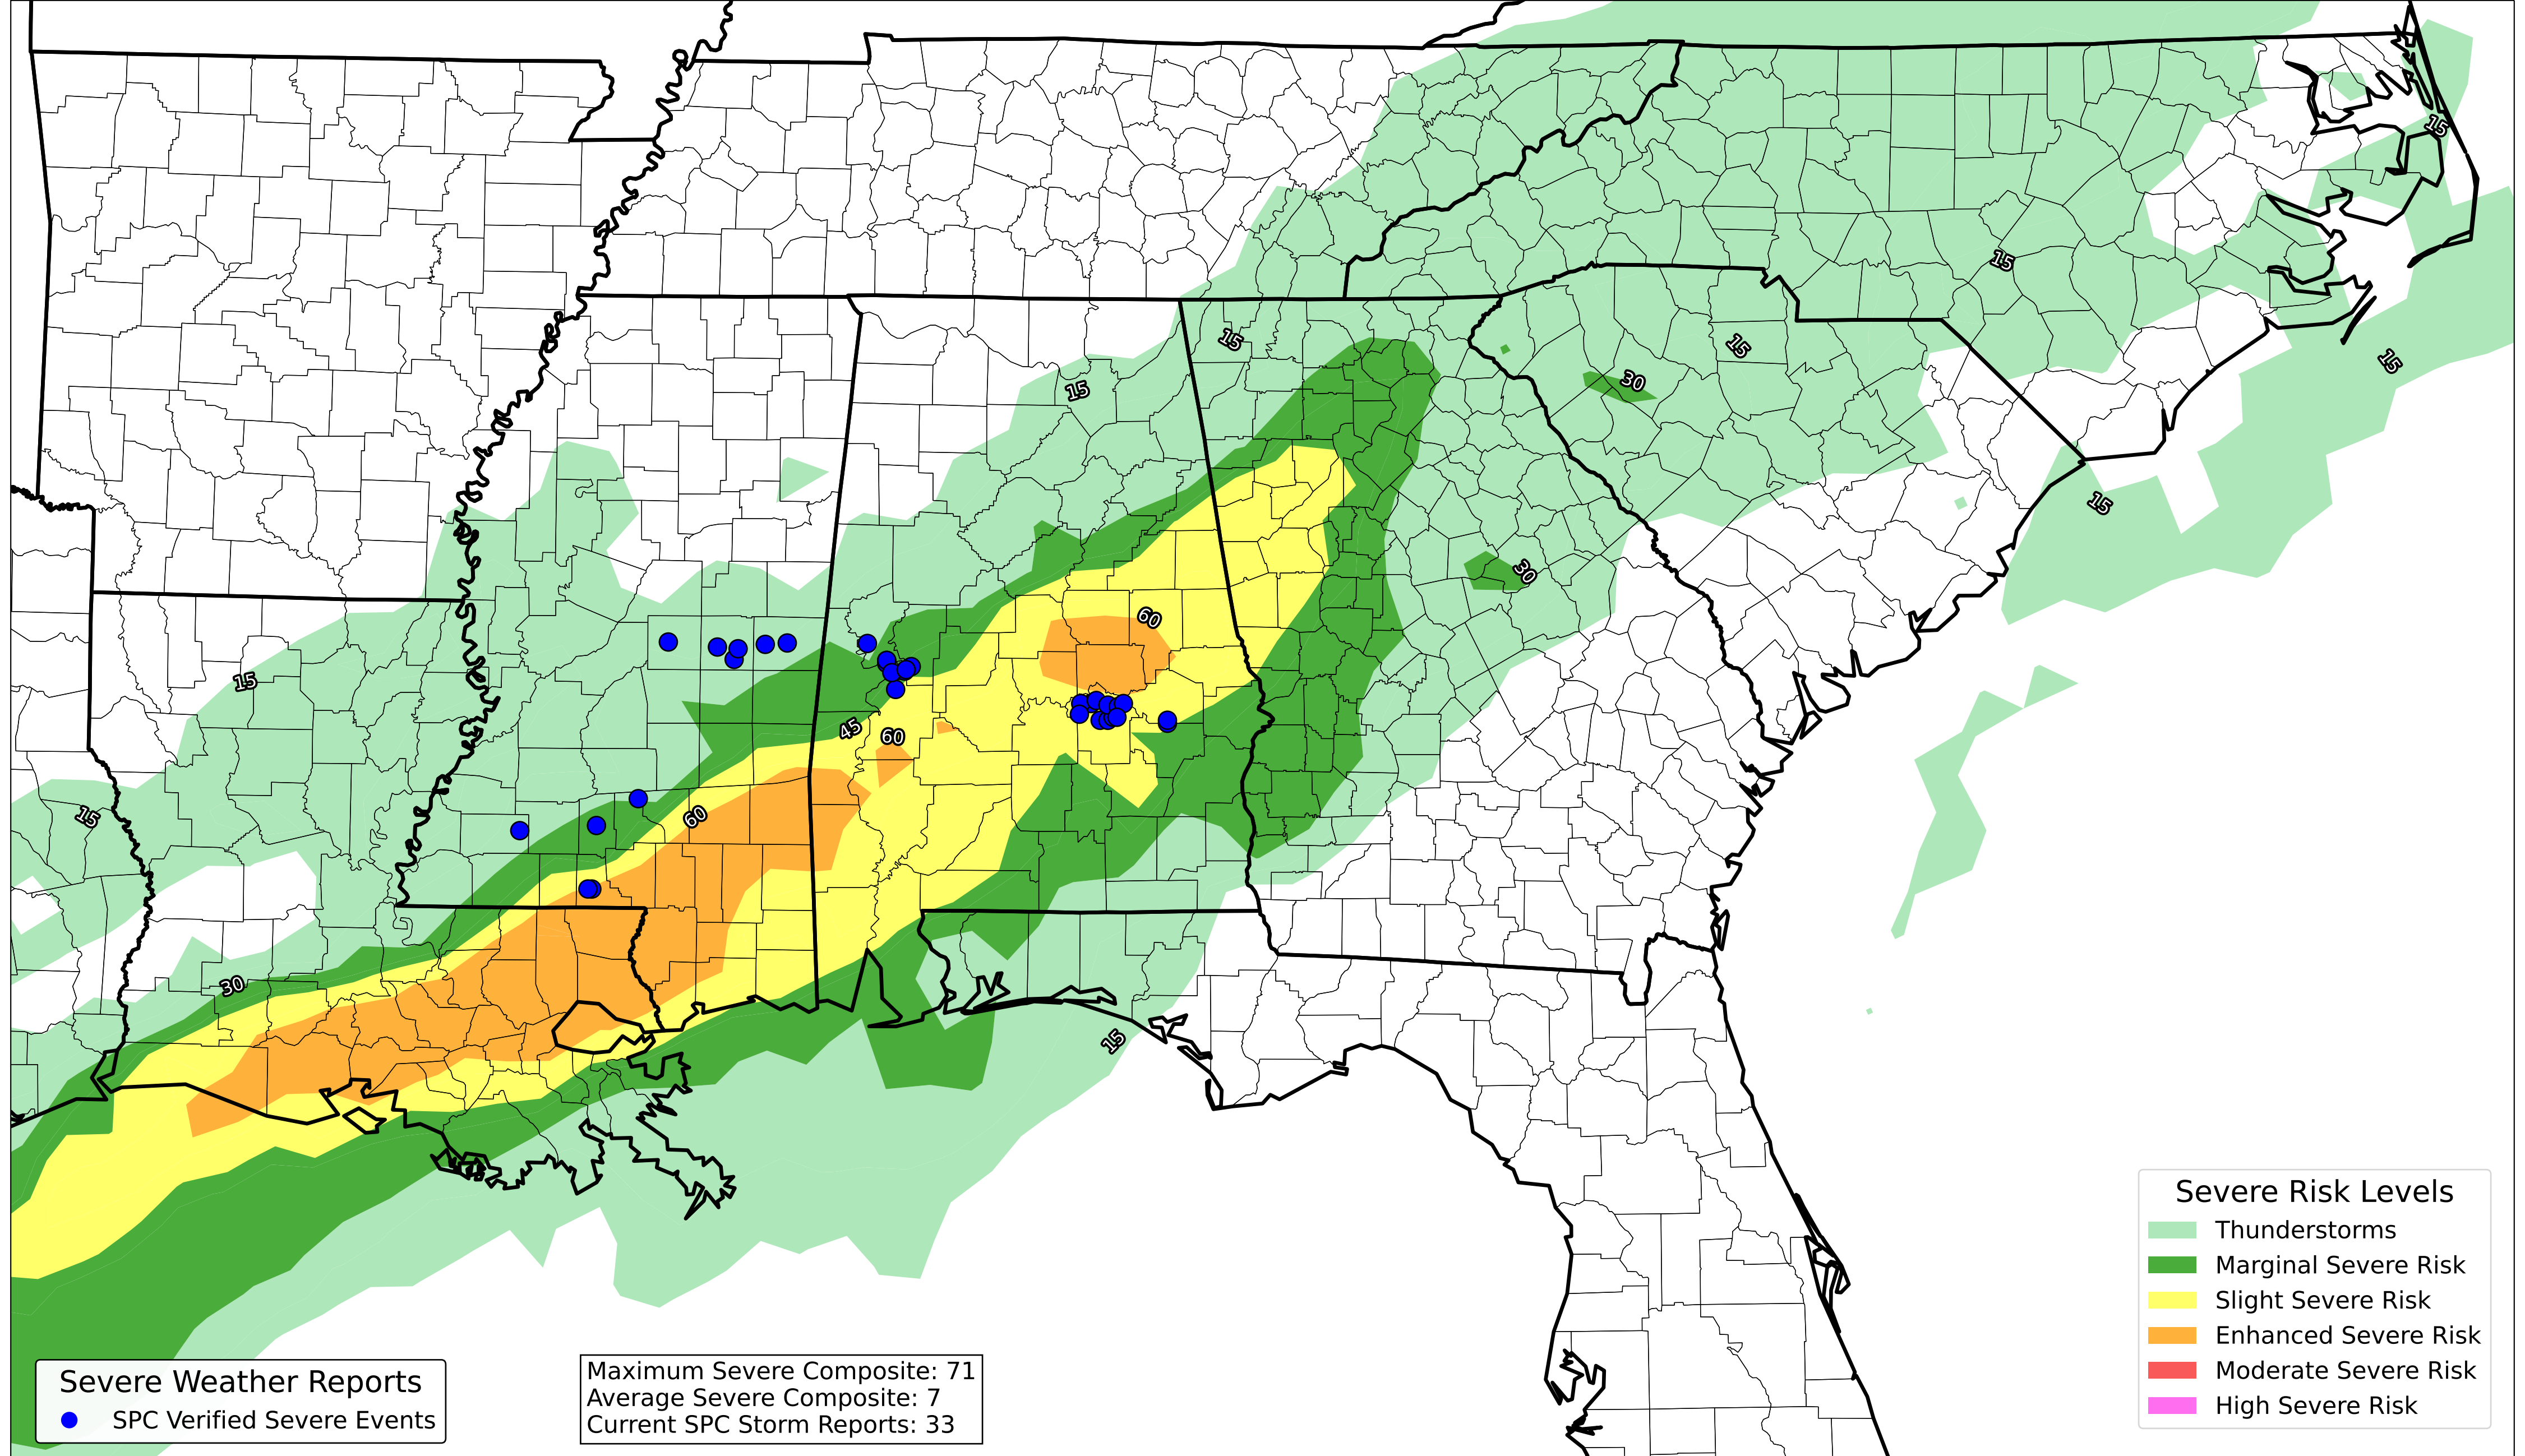 15
15
15
15
30
15
15
15
30
60
15
45
60
15
60
30
15
Severe Risk Levels
Thunderstorms
Marginal Severe Risk
Slight Severe Risk
Enhanced Severe Risk
Moderate Severe Risk
High Severe Risk
Maximum Severe Composite: 71
Average Severe Composite: 7
Current SPC Storm Reports: 33
Severe Weather Reports
SPC Verified Severe Events